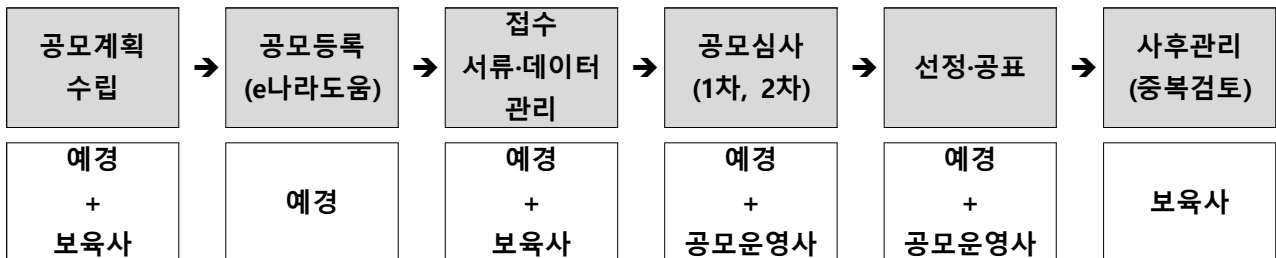 공모계획
수립
➔
공모등록
(e나라도움)
➔
접수
서류·데이터
관리
➔
공모심사
(1차, 2차)
➔
선정·공표
➔
사후관리
(중복검토)
예경
+
보육사
예경
예경
+
보육사
예경
+
공모운영사
예경
+
공모운영사
보육사